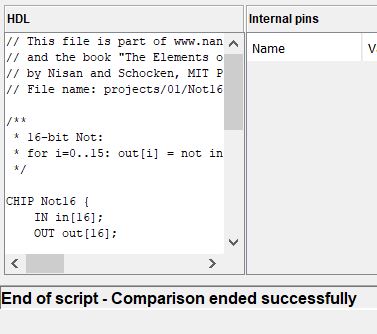 HDL
Internal pins
// This file is part of www.nan
// and the book "The Elements o
// by Nisan and Schocken, MIT P
// File name: projects/01/Not16
/**
* 16-bit Not:
* for i=0..15: out[i] = not in
*/
CHIP Not16 {
IN in[16];
OUT out[16];
Name
V
End of script - Comparison ended successfully